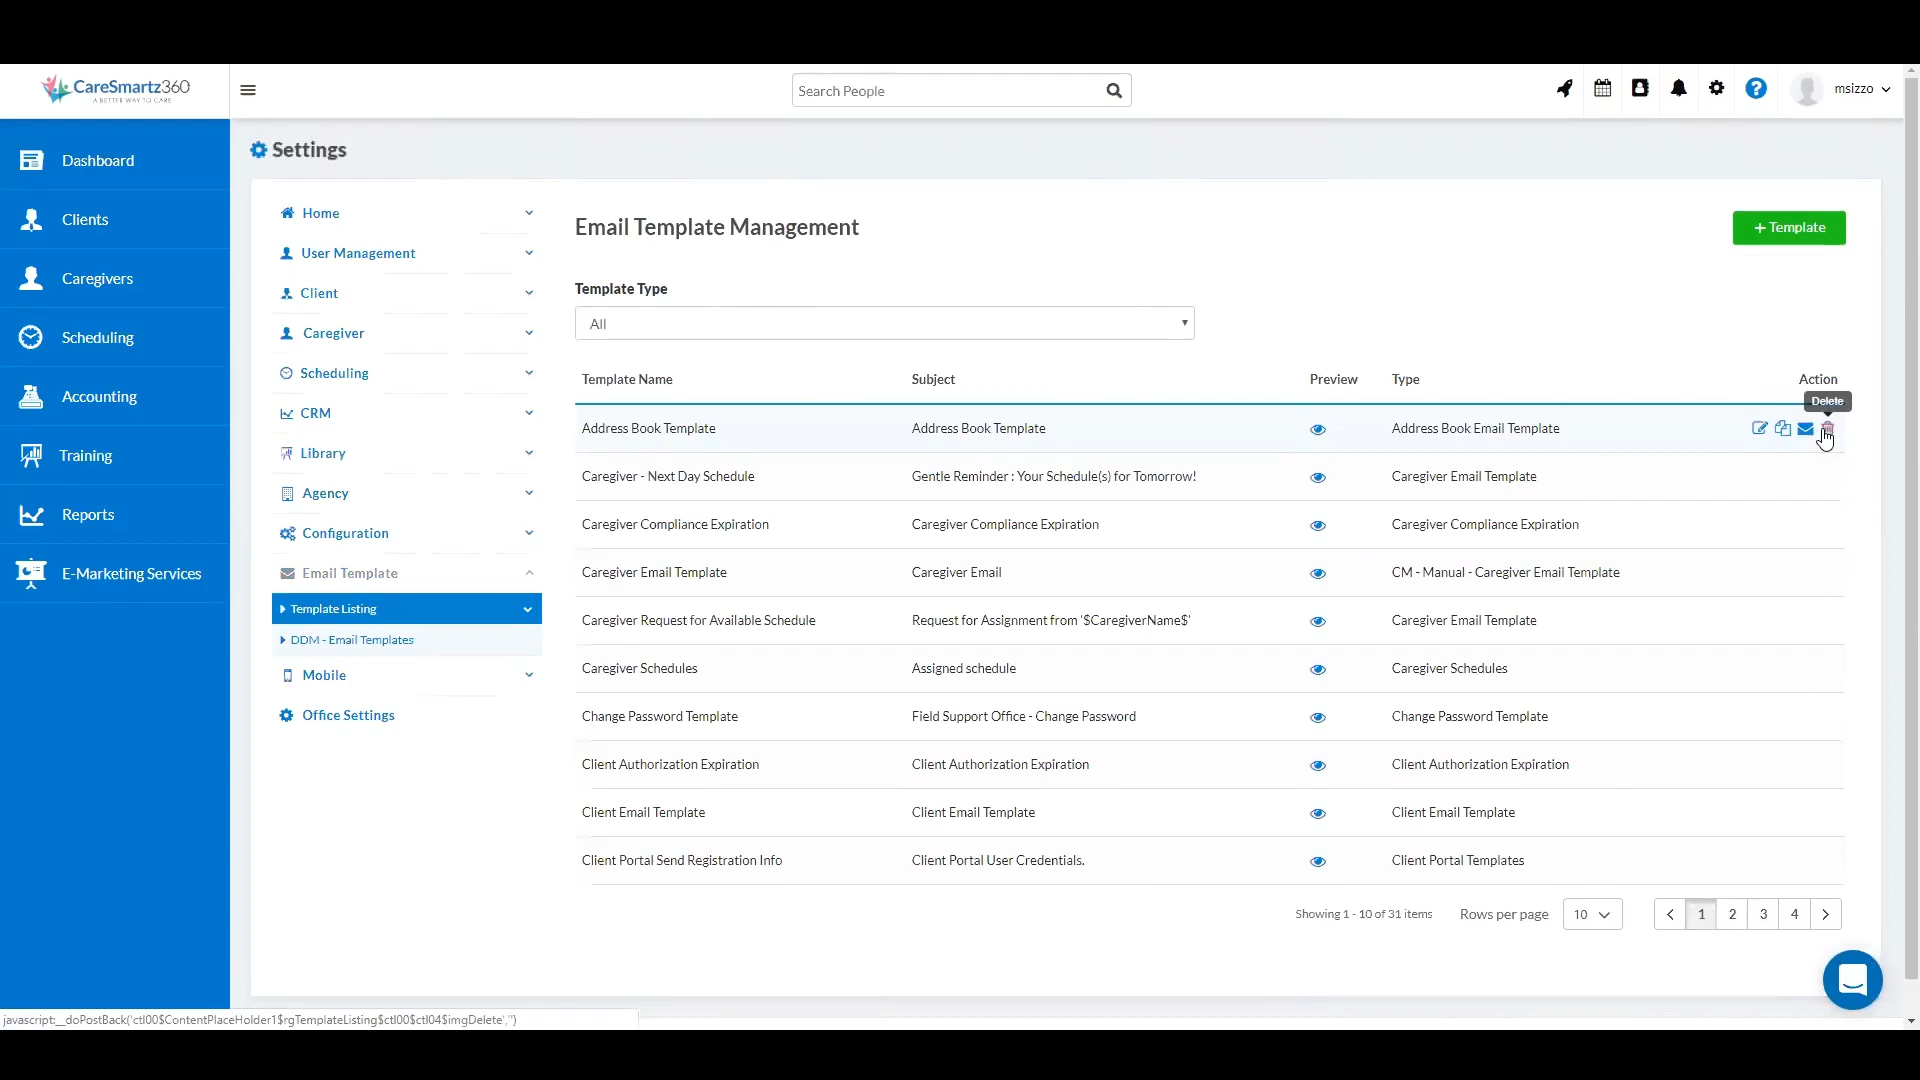 CareSmartz360
A BETTER WAY TO CARE
Search People
?
msizzo
Dashboard
Clients
Caregivers
Scheduling
Accounting
Training
Reports
E-Marketing Services
Settings
Home
User Management
Client
Caregiver
Scheduling
CRM
Library
Agency
Configuration
Email Template
Template Listing
DDM - Email Templates
Mobile
Office Settings
Email Template Management
+ Template
Template Type
All
Template Name Subject Preview Type Action
Delete
Address Book Template Address Book Template Address Book Email Template
Caregiver - Next Day Schedule Gentle Reminder : Your Schedule(s) for Tomorrow! Caregiver Email Template
Caregiver Compliance Expiration Caregiver Compliance Expiration Caregiver Compliance Expiration
Caregiver Email Template Caregiver Email CM - Manual - Caregiver Email Template
Caregiver Request for Available Schedule Request for Assignment from '$CaregiverName$' Caregiver Email Template
Caregiver Schedules Assigned schedule Caregiver Schedules
Change Password Template Field Support Office - Change Password Change Password Template
Client Authorization Expiration Client Authorization Expiration Client Authorization Expiration
Client Email Template Client Email Template Client Email Template
Client Portal Send Registration Info Client Portal User Credentials. Client Portal Templates
Showing 1 - 10 of 31 items Rows per page 10 1 2 3 4
javascript:__doPostBack('ctl00$ContentPlaceHolder1$rgTemplateListing$ctl00$ctl04$imgDelete','')